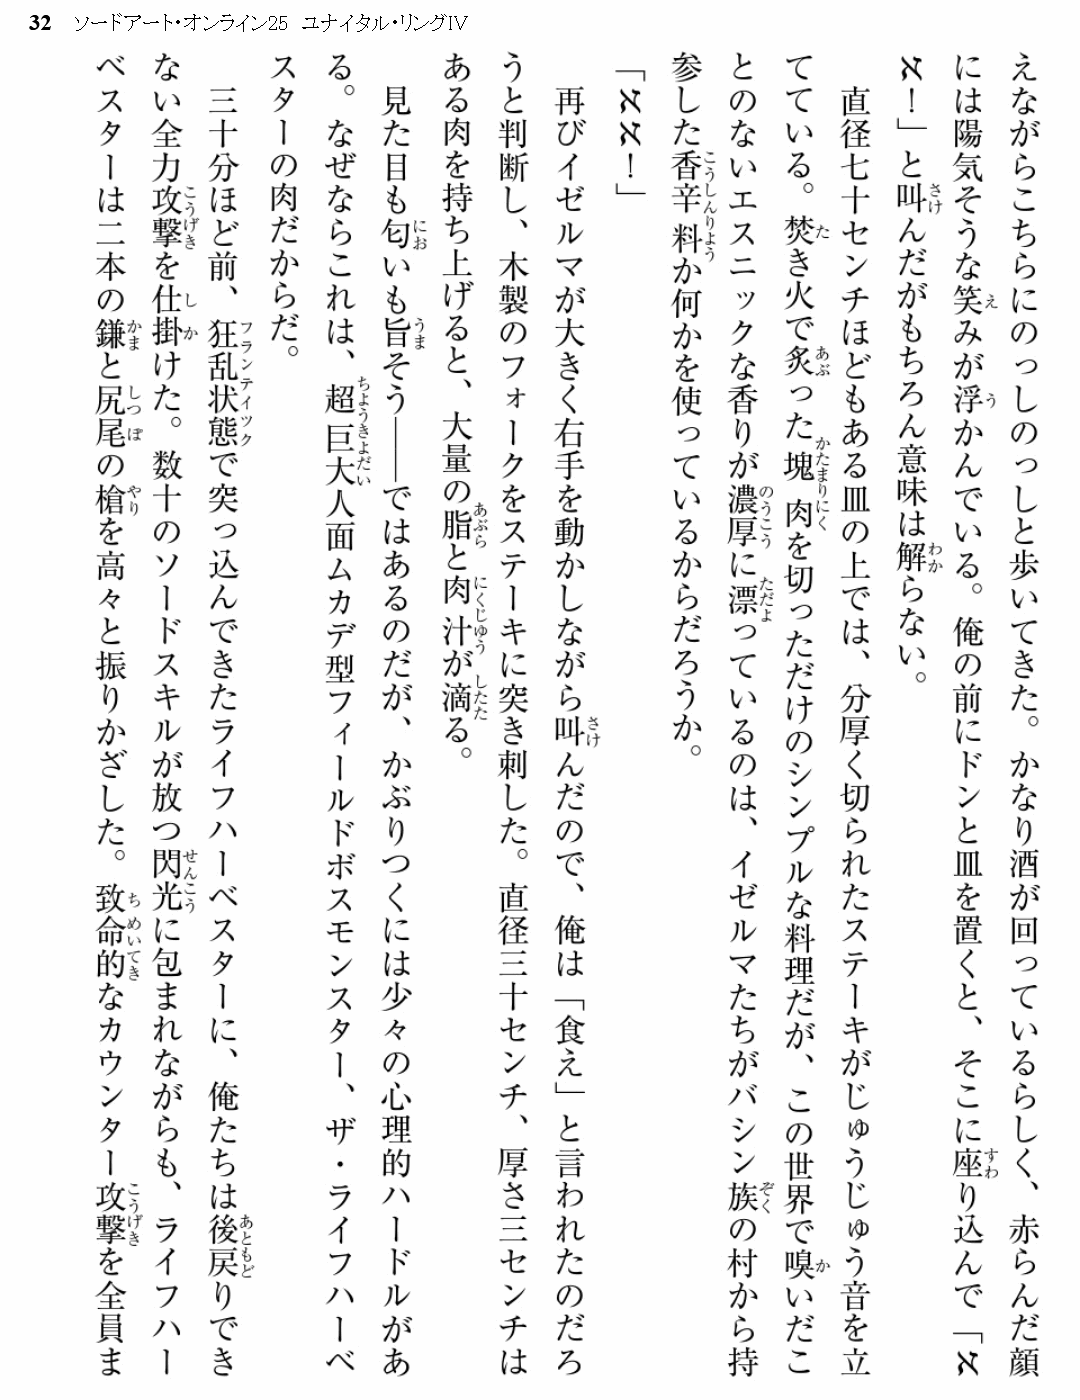 32 ソードアート・オンライン25 ユナイタル・リングⅣ
えながらこちらにのっしのっしと歩いてきた。かなり酒が回っているらしく、赤らんだ顔
には陽気そうな笑みが浮かんでいる。俺の前にドンと皿を置くと、そこに座り込んで「ℵ
ℵ！」と叫んだがもちろん意味は解らない。
直径七十センチほどもある皿の上では、分厚く切られたステーキがじゅうじゅう音を立
てている。焚き火で炙った塊肉を切っただけのシンプルな料理だが、この世界で嗅いだこ
とのないエスニックな香りが濃厚に漂っているのは、イゼルマたちがバシン族の村から持
参した香辛料か何かを使っているからだろうか。
「ℵℵ！」
再びイゼルマが大きく右手を動かしながら叫んだので、俺は「食え」と言われたのだろ
うと判断し、木製のフォークをステーキに突き刺した。直径三十センチ、厚さ三センチは
ある肉を持ち上げると、大量の脂と肉汁が滴る。
見た目も匂いも旨そう――ではあるのだが、かぶりつくには少々の心理的ハードルがあ
る。なぜならこれは、超巨大人面ムカデ型フィールドボスモンスター、ザ・ライフハーベ
スターの肉だからだ。
三十分ほど前、狂乱状態で突っ込んできたライフハーベスターに、俺たちは後戻りでき
ない全力攻撃を仕掛けた。数十のソードスキルが放つ閃光に包まれながらも、ライフハー
ベスターは二本の鎌と尻尾の槍を高々と振りかざした。致命的なカウンター攻撃を全員ま